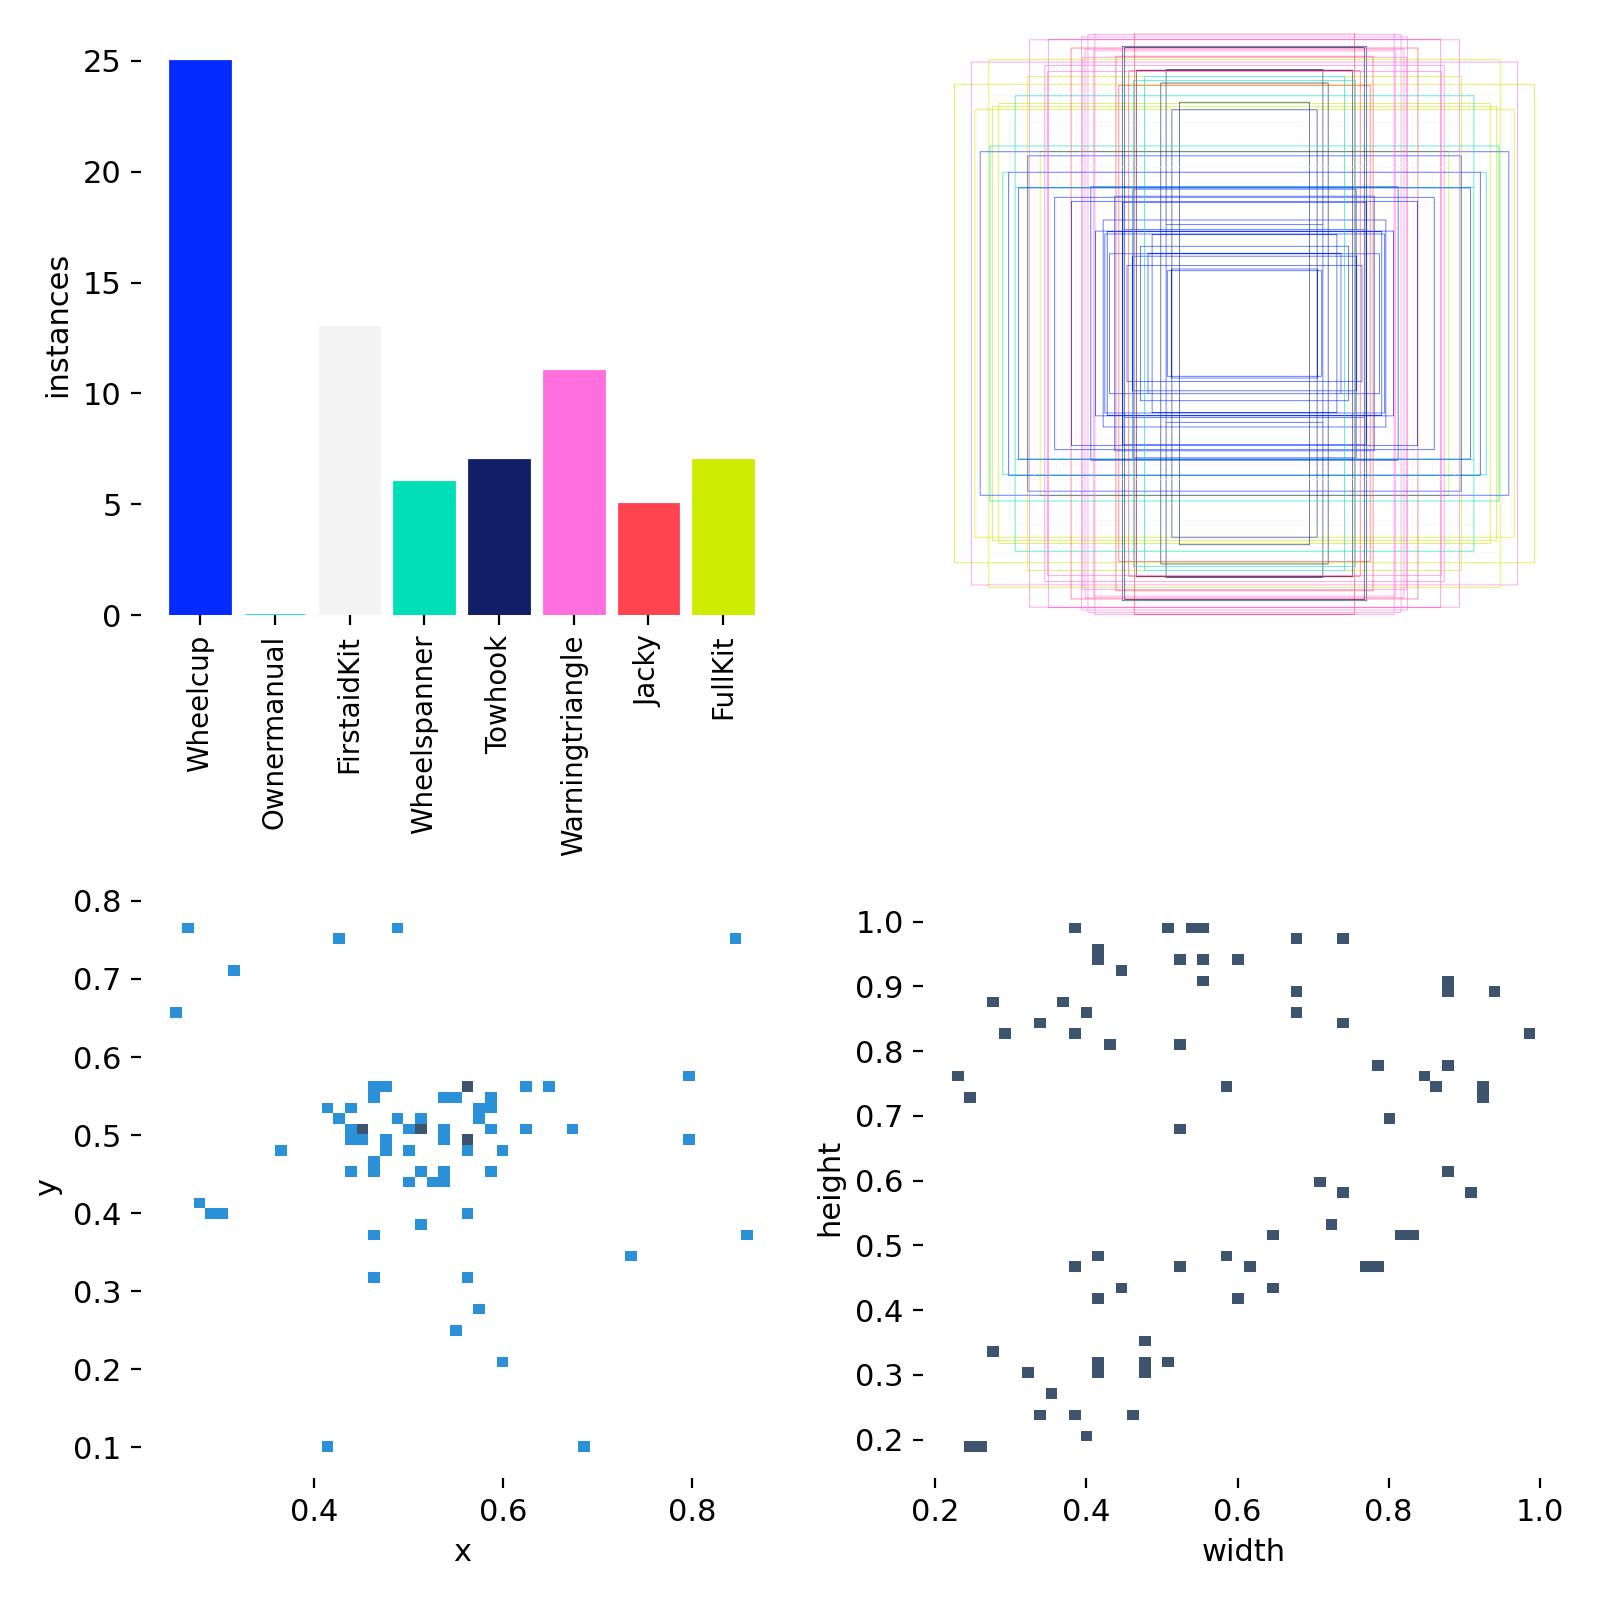 25
20
15
10
5
0
instances
Wheelcup
Ownermanual
FirstaidKit
Wheelspanner
Towhook
Warningtriangle
Jacky
FullKit
0.8
0.7
0.6
0.5
0.4
0.3
0.2
0.1
y
0.4 0.6 0.8
x
1.0
0.9
0.8
0.7
0.6
0.5
0.4
0.3
0.2
height
0.2 0.4 0.6 0.8 1.0
width